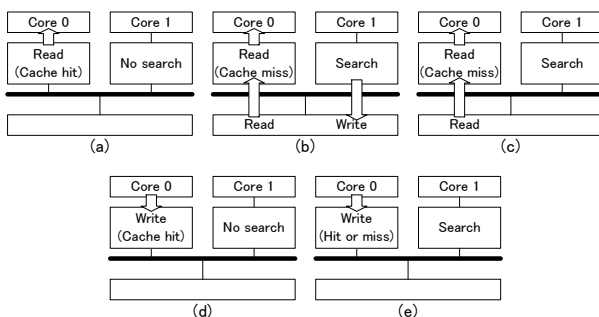 Core 0 Core 1 Core 0 Core 1 Core 0 Core 1
Read
(Cache hit)
No search
Read
(Cache miss)
Search
Read
(Cache miss)
Search
Read Write Read
(a) (b) (c)
Core 0 Core 1 Core 0 Core 1
Write
(Cache hit)
No search
Write
(Hit or miss)
Search
(d) (e)